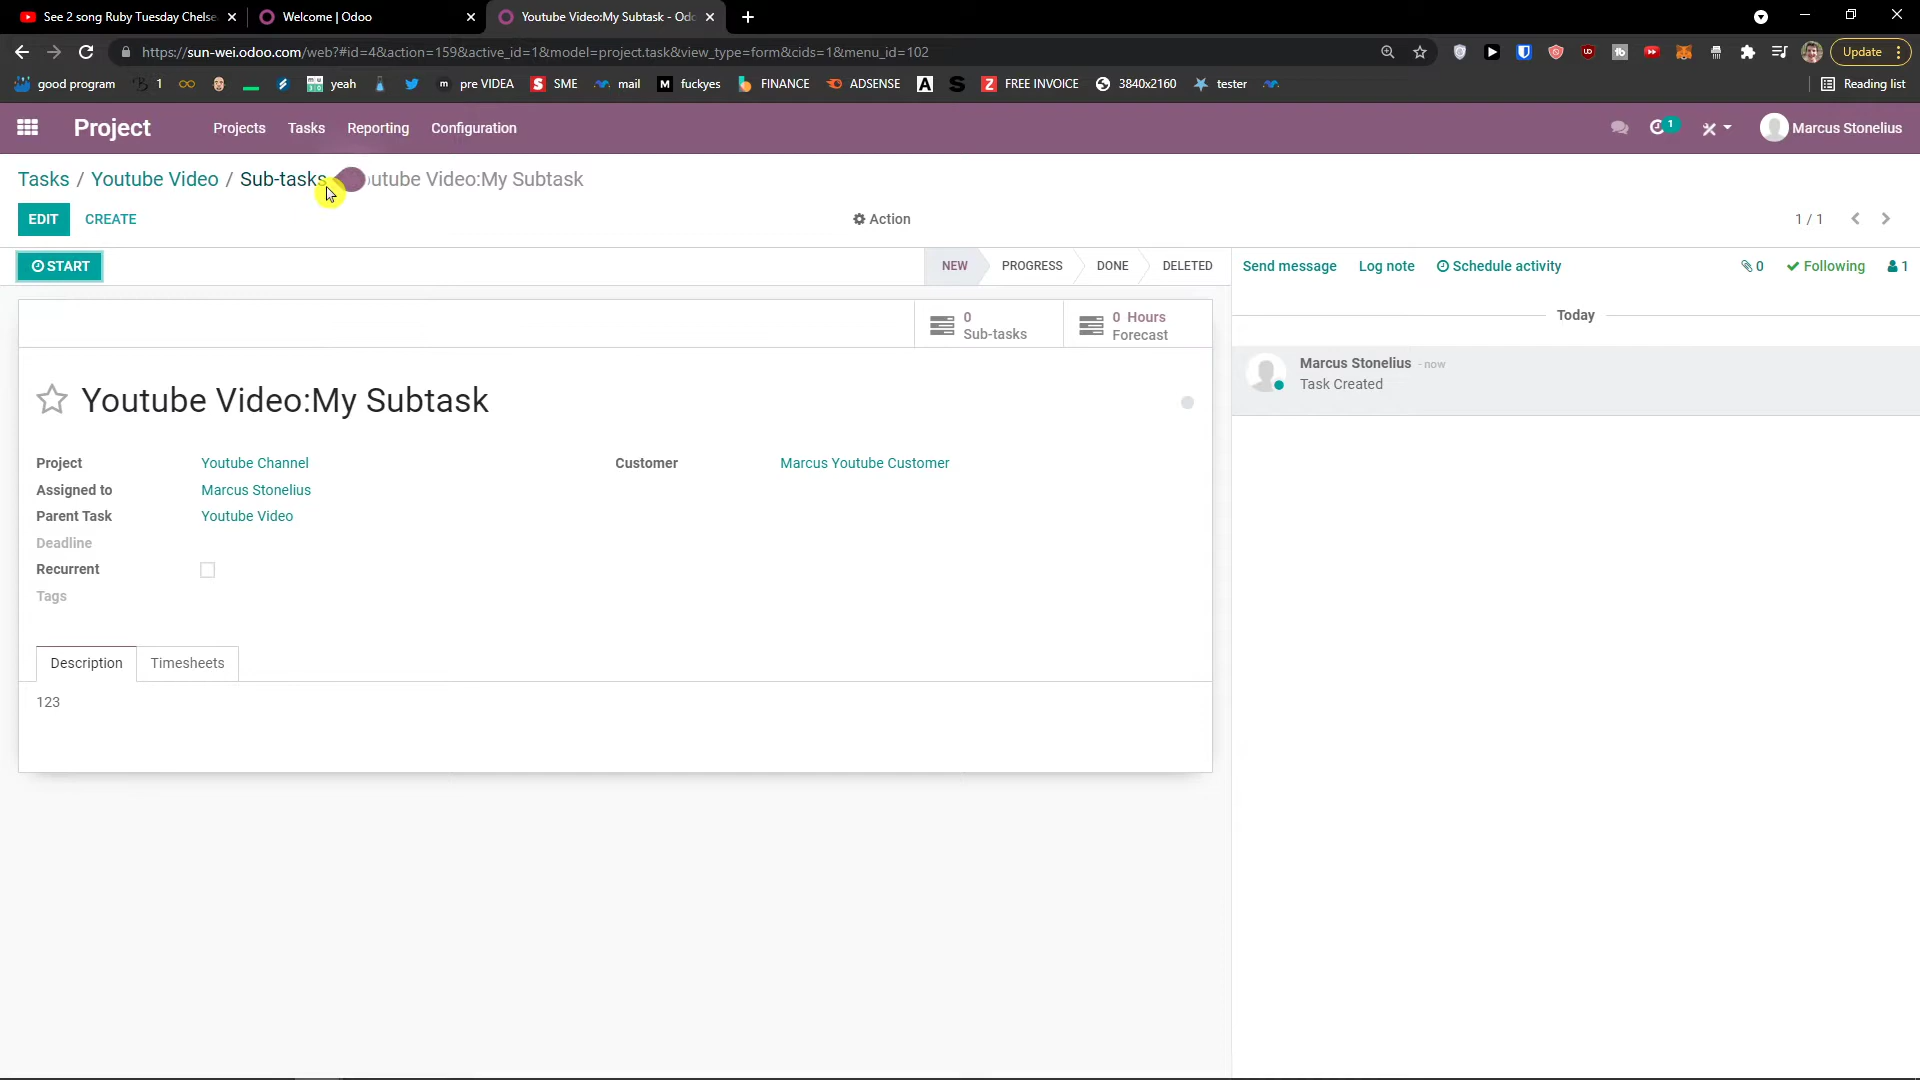 See 2 song Ruby Tuesday Chelse
Welcome | Odoo
Youtube Video:My Subtask - Odo
https://sun-wei.odoo.com/web?#id=4&action=159&active_id=1&model=project.task&view_type=form&cids=1&menu_id=102
Update
good program
1
yeah
pre VIDEA
SME
mail
fuckyes
FINANCE
ADSENSE
FREE INVOICE
3840x2160
tester
Reading list
Project
Projects
Tasks
Reporting
Configuration
1
Marcus Stonelius
Tasks / Youtube Video / Sub-tasks utube Video:My Subtask
EDIT
CREATE
Action
1 / 1
START
NEW
PROGRESS
DONE
DELETED
Send message
Log note
Schedule activity
0
Following
1
0
Sub-tasks
0 Hours
Forecast
Today
Marcus Stonelius - now
Task Created
Youtube Video:My Subtask
Project Youtube Channel
Customer Marcus Youtube Customer
Assigned to Marcus Stonelius
Parent Task Youtube Video
Deadline
Recurrent
Tags
Description
Timesheets
123